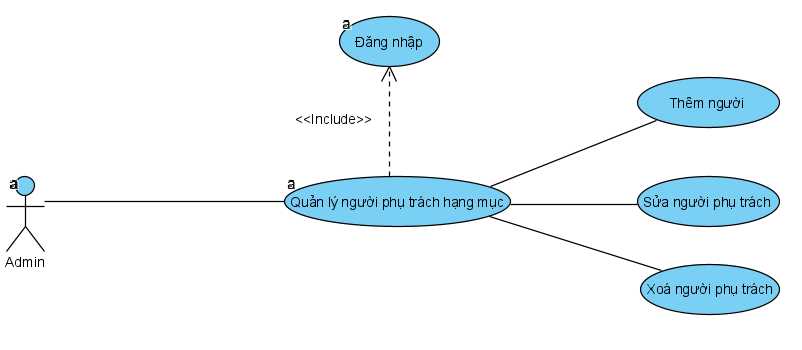 a
Đăng nhập
<<Include>>
Thêm người
a
Admin
a
Quản lý người phụ trách hạng mục
Sửa người phụ trách
Xoá người phụ trách